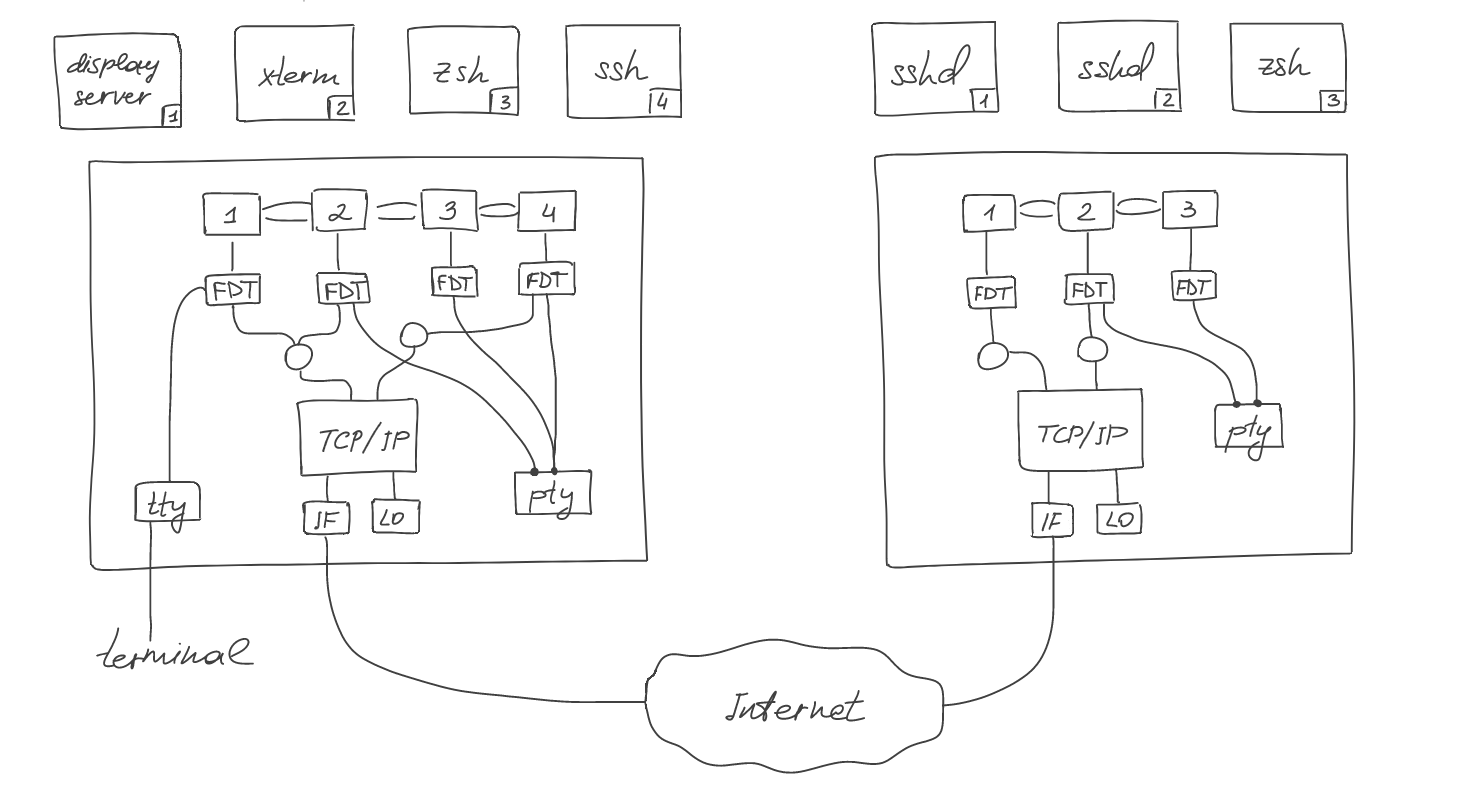 display
server
1
xterm
2
zsh
3
ssh
4
sshd
1
sshd
2
zsh
3
1
2
3
4
FDT
FDT
FDT
FDT
TCP/IP
tty
IF
LO
pty
terminal
1
2
3
FDT
FDT
FDT
TCP/IP
pty
IF
LO
Internet